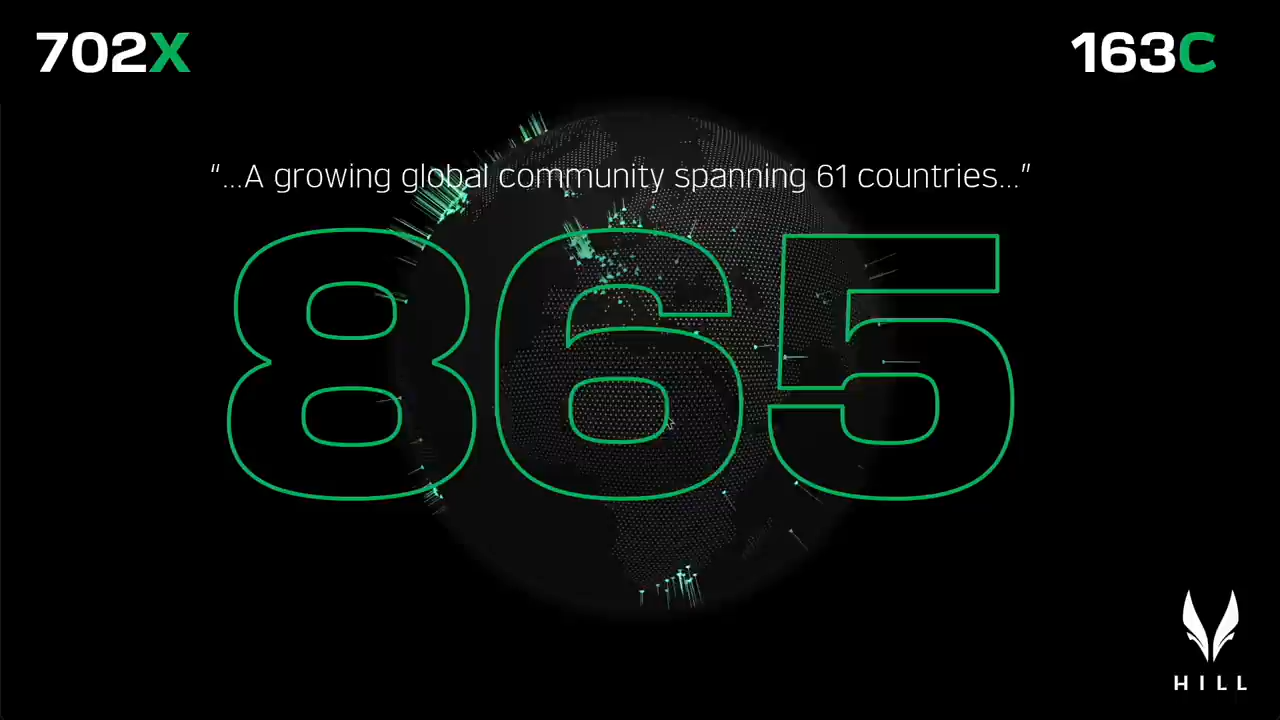 702X
163C
“...A growing global community spanning 61 countries...”
865
HILL